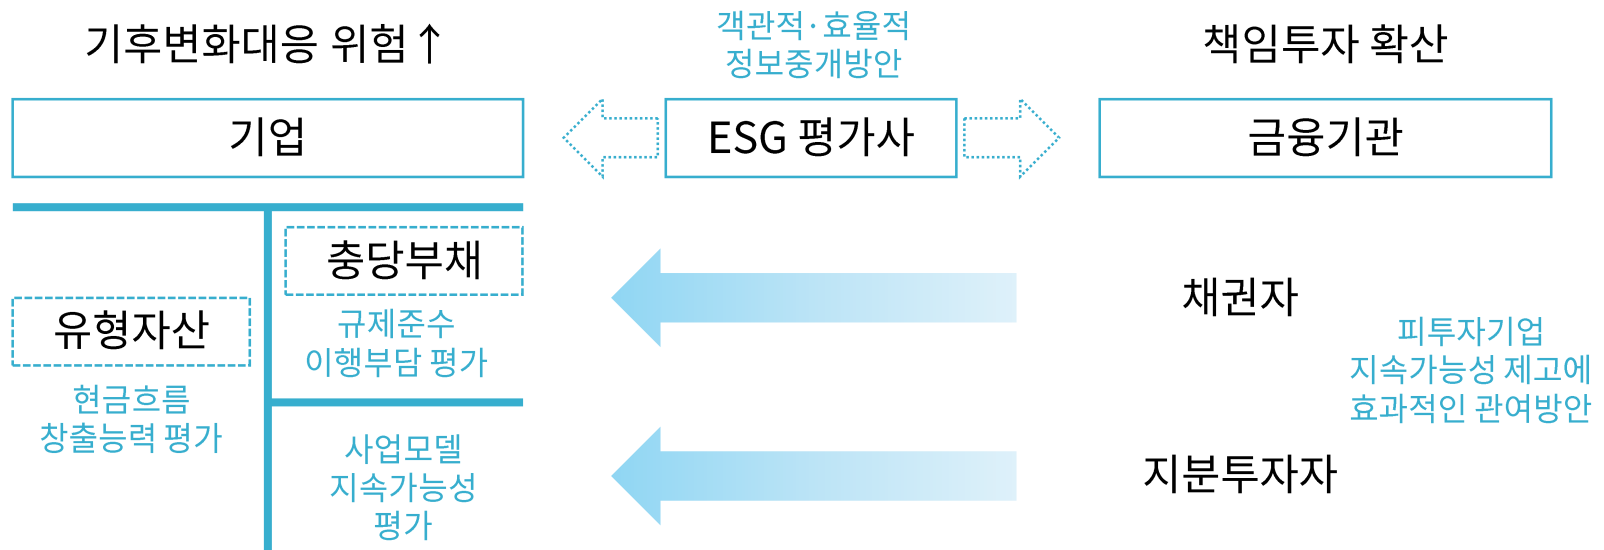 기후변화대응 위험 ↑
객관적·효율적
정보중개방안
책임투자 확산
기업
ESG 평가사
금융기관
충당부채
규제준수
이행부담 평가
유형자산
현금흐름
창출능력 평가
사업모델
지속가능성
평가
채권자
피투자기업
지속가능성 제고에
효과적인 관여방안
지분투자자